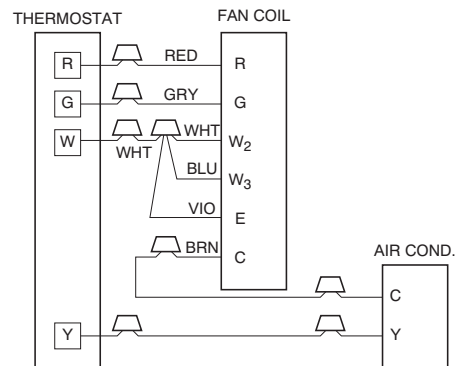 THERMOSTAT FAN COIL
R RED R
G GRY G
W WHT WHT W2
BLU W3
VIO E
BRN C
AIR COND.
C
Y Y